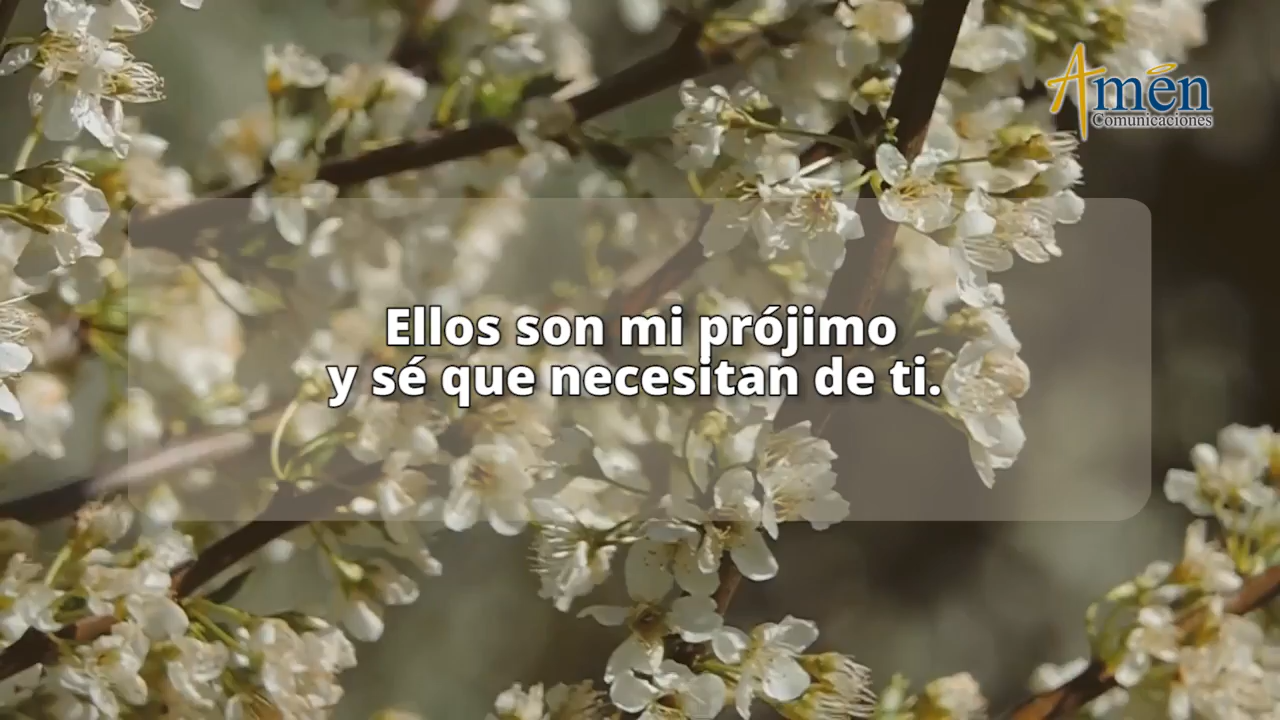 Amén
Comunicaciones
Ellos son mi prójimo
y sé que necesitan de ti.